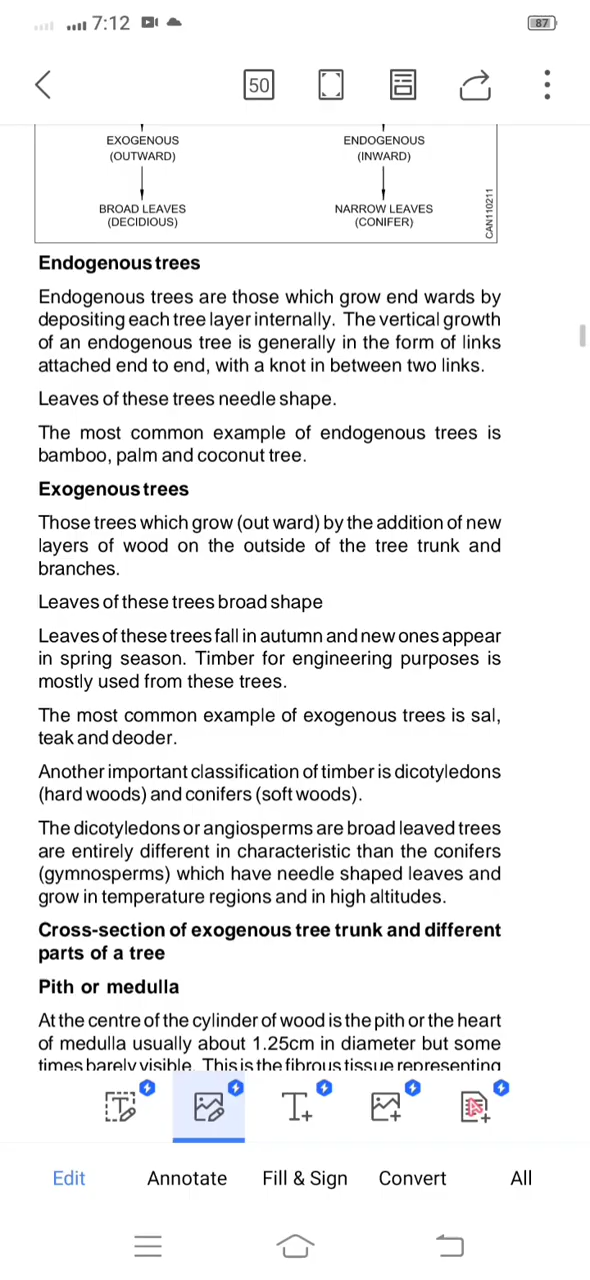 7:12
87
50
EXOGENOUS
(OUTWARD)
ENDOGENOUS
(INWARD)
BROAD LEAVES
(DECIDIOUS)
NARROW LEAVES
(CONIFER)
CAN110211
Endogenous trees
Endogenous trees are those which grow end wards by
depositing each tree layer internally. The vertical growth
of an endogenous tree is generally in the form of links
attached end to end, with a knot in between two links.
Leaves of these trees needle shape.
The most common example of endogenous trees is
bamboo, palm and coconut tree.
Exogenous trees
Those trees which grow (out ward) by the addition of new
layers of wood on the outside of the tree trunk and
branches.
Leaves of these trees broad shape
Leaves of these trees fall in autumn and new ones appear
in spring season. Timber for engineering purposes is
mostly used from these trees.
The most common example of exogenous trees is sal,
teak and deoder.
Another important classification of timber is dicotyledons
(hard woods) and conifers (soft woods).
The dicotyledons or angiosperms are broad leaved trees
are entirely different in characteristic than the conifers
(gymnosperms) which have needle shaped leaves and
grow in temperature regions and in high altitudes.
Cross-section of exogenous tree trunk and different
parts of a tree
Pith or medulla
At the centre of the cylinder of wood is the pith or the heart
of medulla usually about 1.25cm in diameter but some
times barely visible. This is the fibrous tissue representing
Edit
Annotate
Fill & Sign
Convert
All